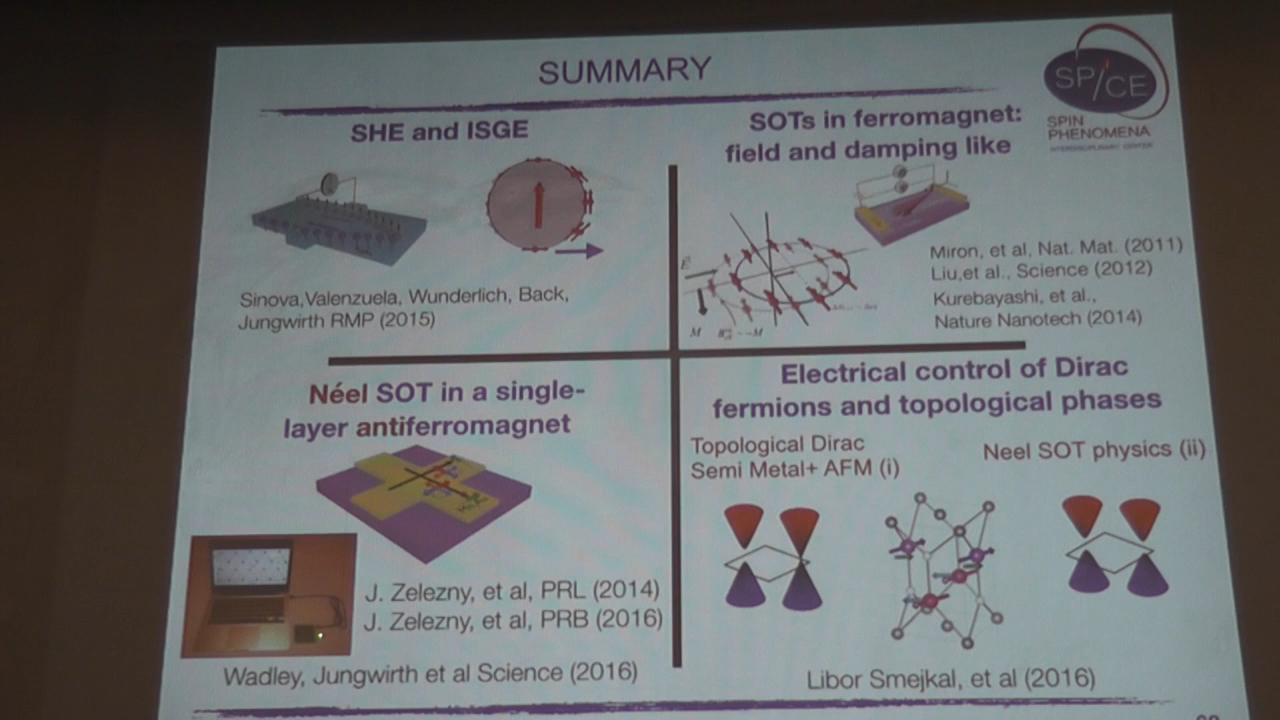 SUMMARY
SP/CE
SPIN
PHENOMENA
INTERDISCIPLINARY CENTER
SHE and ISGE
Sinova,Valenzuela, Wunderlich, Back,
Jungwirth RMP (2015)
SOTs in ferromagnet:
field and damping like
Miron, et al, Nat. Mat. (2011)
Liu,et al., Science (2012)
Kurebayashi, et al.,
Nature Nanotech (2014)
M
Néel SOT in a single-
layer antiferromagnet
J. Zelezny, et al, PRL (2014)
J. Zelezny, et al, PRB (2016)
Wadley, Jungwirth et al Science (2016)
Electrical control of Dirac
fermions and topological phases
Topological Dirac
Semi Metal+ AFM (i)
Neel SOT physics (ii)
Libor Smejkal, et al (2016)